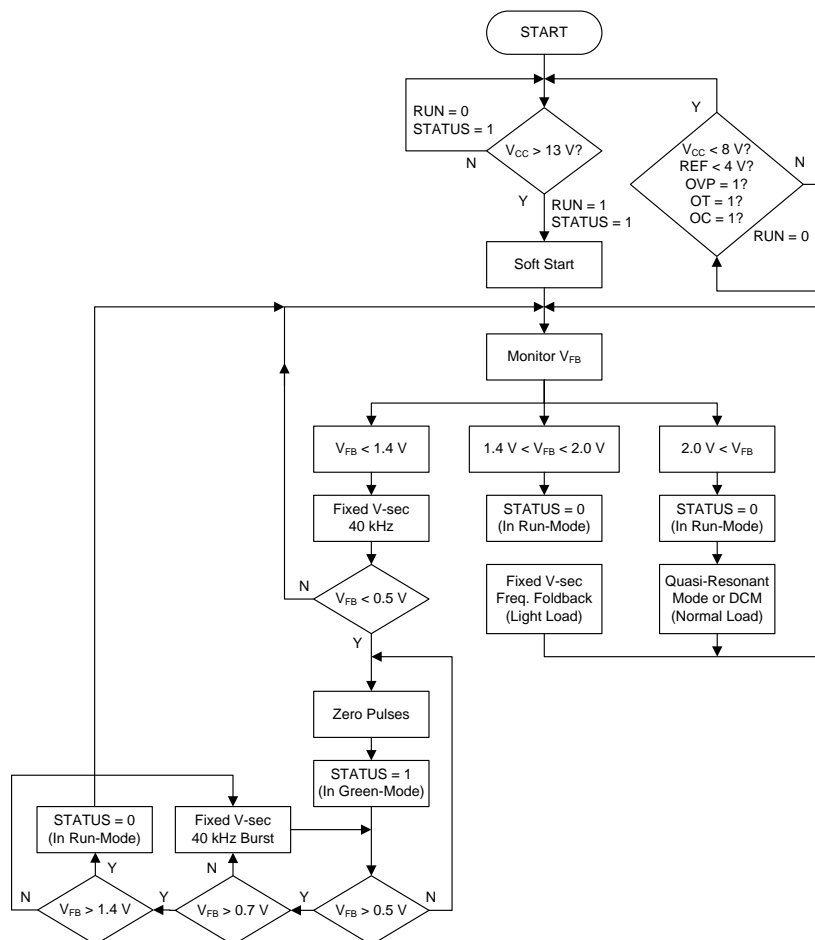 START
RUN = 0
STATUS = 1
VCC > 13 V?
N
Y
RUN = 1
STATUS = 1
Y
VCC < 8 V?
REF < 4 V?
OVP = 1?
OT = 1?
OC = 1?
N
RUN = 0
Soft Start
Monitor VFB
VFB < 1.4 V
1.4 V < VFB < 2.0 V
2.0 V < VFB
Fixed V-sec
40 kHz
STATUS = 0
(In Run-Mode)
STATUS = 0
(In Run-Mode)
N
VFB < 0.5 V
Y
Fixed V-sec
Freq. Foldback
(Light Load)
Quasi-Resonant
Mode or DCM
(Normal Load)
Zero Pulses
STATUS = 1
(In Green-Mode)
STATUS = 0
(In Run-Mode)
Fixed V-sec
40 kHz Burst
Y
N
N
VFB > 1.4 V
Y
VFB > 0.7 V
Y
VFB > 0.5 V
N